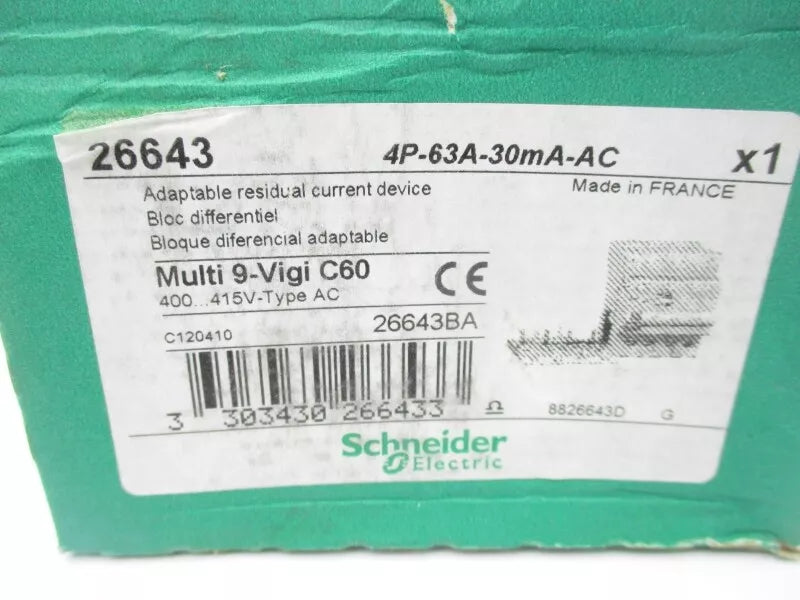 26643 4P-63A-30mA-AC x1
Adaptable residual current device Made in FRANCE
Bloc differentiel
Bloque diferencial adaptable
Multi 9-Vigi C60 CE
400...415V-Type AC
C120410 26643BA
3 303430 266433 Ω 8826643D G
Schneider
Electric